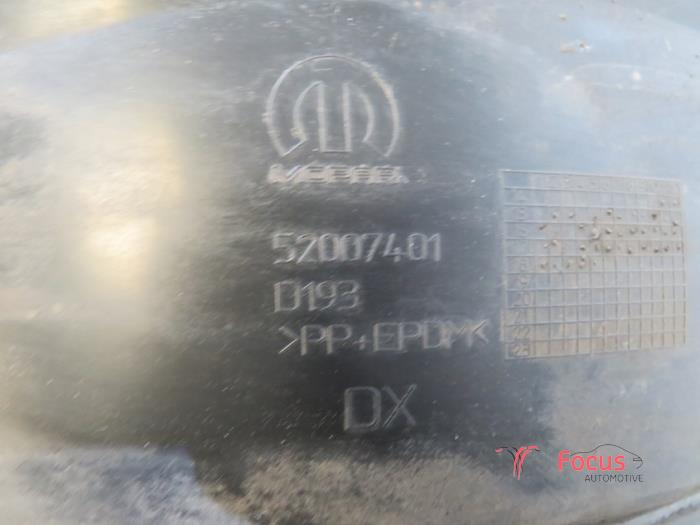 MOPAR
52007401
D193
>PP+EPDM<
DX
Focus
AUTOMOTIVE